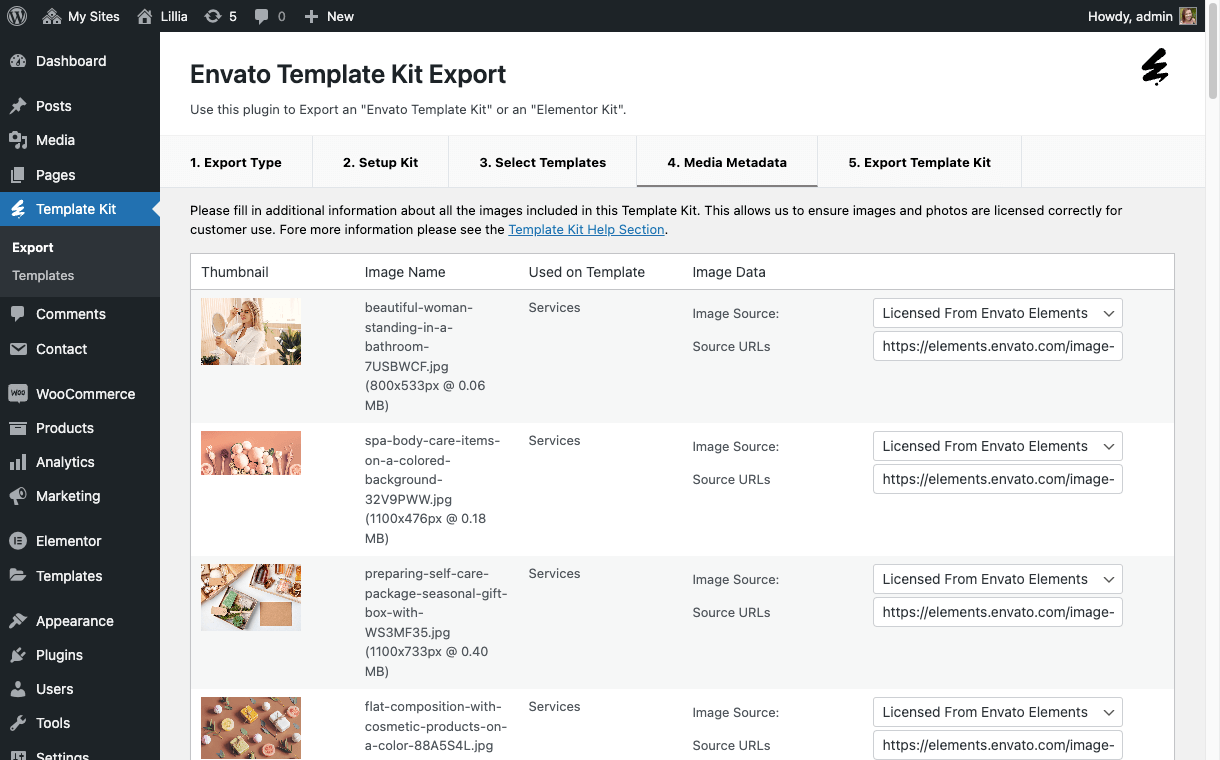 My Sites
Lillia
5
0
New
Howdy, admin
Dashboard
Posts
Media
Pages
Template Kit
Export
Templates
Comments
Contact
WooCommerce
Products
Analytics
Marketing
Elementor
Templates
Appearance
Plugins
Users
Tools
Settings
Envato Template Kit Export
Use this plugin to Export an "Envato Template Kit" or an "Elementor Kit".
1. Export Type
2. Setup Kit
3. Select Templates
4. Media Metadata
5. Export Template Kit
Please fill in additional information about all the images included in this Template Kit. This allows us to ensure images and photos are licensed correctly for
customer use. Fore more information please see the Template Kit Help Section.
Thumbnail
Image Name
Used on Template
Image Data
beautiful-woman-
standing-in-a-
bathroom-
7USBWCF.jpg
(800x533px @ 0.06
MB)
Services
Image Source:
Licensed From Envato Elements
Source URLs
https://elements.envato.com/image-
spa-body-care-items-
on-a-colored-
background-
32V9PWW.jpg
(1100x476px @ 0.18
MB)
Services
Image Source:
Licensed From Envato Elements
Source URLs
https://elements.envato.com/image-
preparing-self-care-
package-seasonal-gift-
box-with-
WS3MF35.jpg
(1100x733px @ 0.40
MB)
Services
Image Source:
Licensed From Envato Elements
Source URLs
https://elements.envato.com/image-
flat-composition-with-
cosmetic-products-on-
a-color-88A5S4L.jpg
Services
Image Source:
Licensed From Envato Elements
Source URLs
https://elements.envato.com/image-